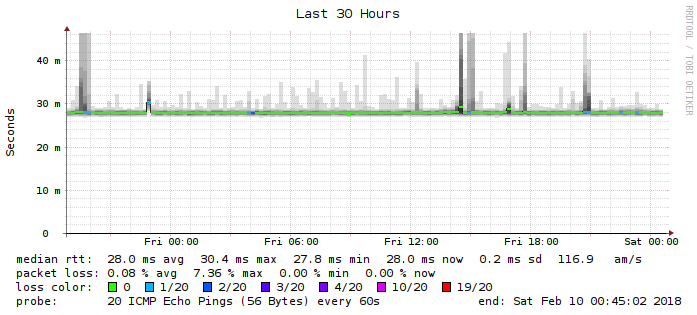 Last 30 Hours
RRDTOOL / TOBI OETIKER
Seconds
40 m
30 m
20 m
10 m
0
Fri 00:00 Fri 06:00 Fri 12:00 Fri 18:00 Sat 00:00
median rtt: 28.0 ms avg 30.4 ms max 27.8 ms min 28.0 ms now 0.2 ms sd 116.9 am/s
packet loss: 0.08 % avg 7.36 % max 0.00 % min 0.00 % now
loss color: 0 1/20 2/20 3/20 4/20 10/20 19/20
probe: 20 ICMP Echo Pings (56 Bytes) every 60s end: Sat Feb 10 00:45:02 2018